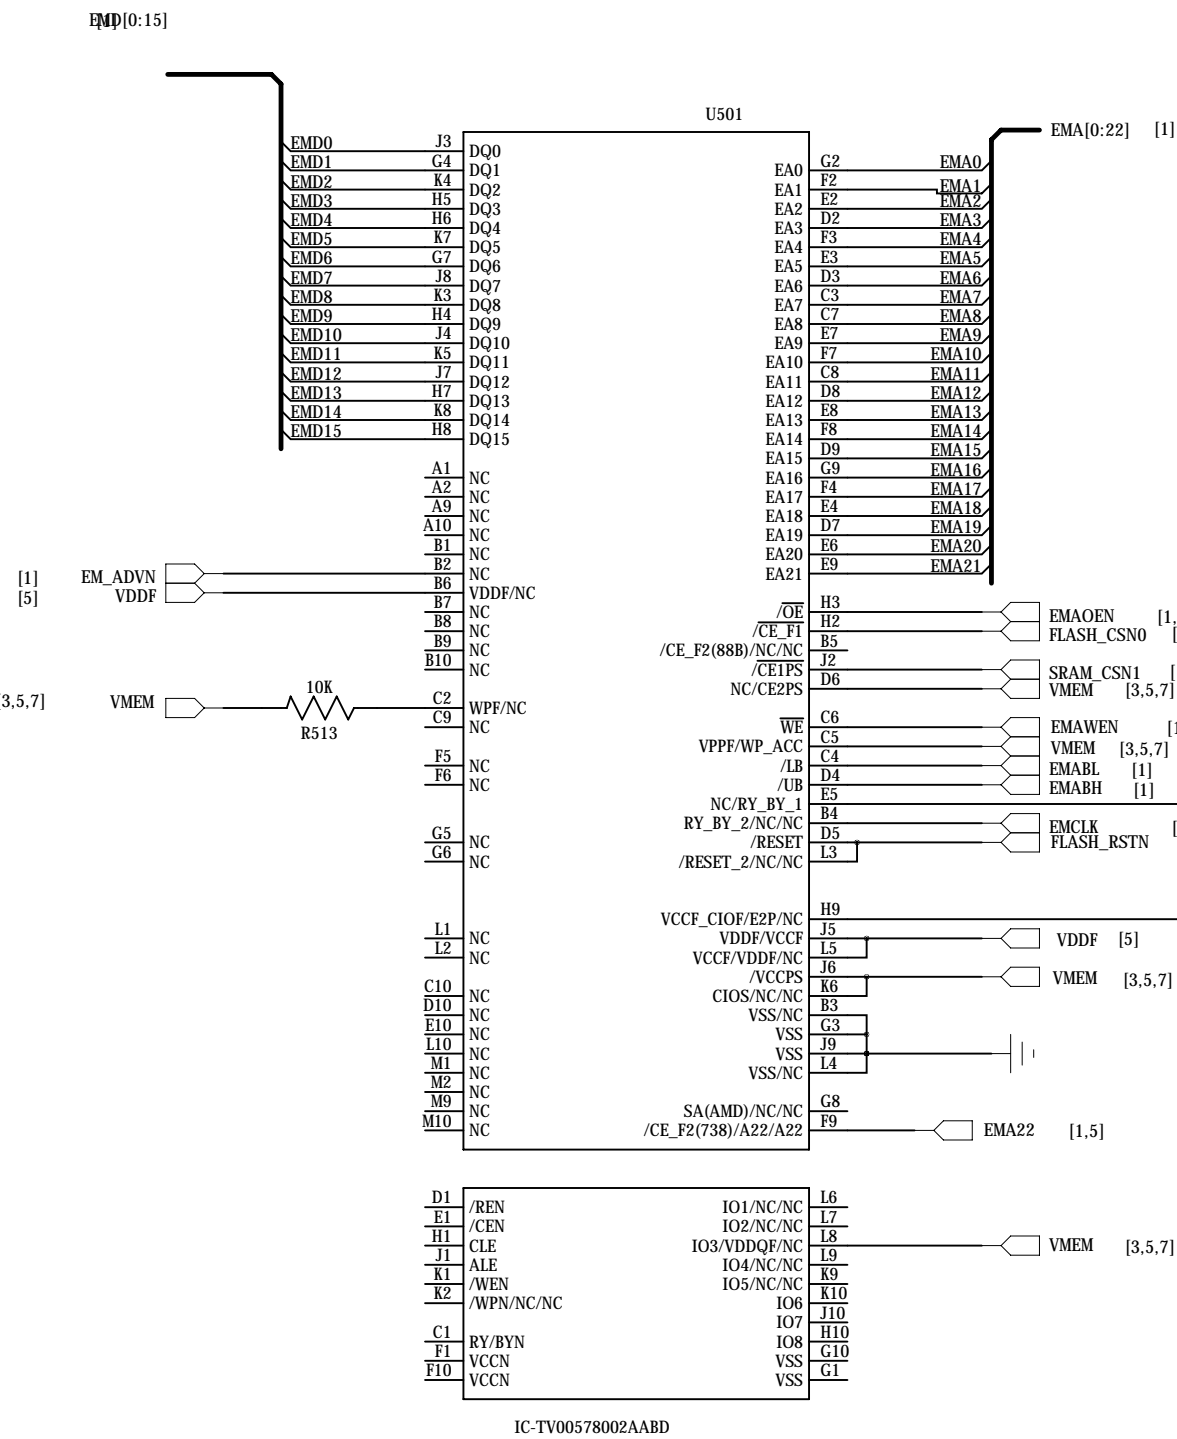 EMD[0:15]
U501
EMA[0:22] [1]
EMD0 J3 DQ0
EMD1 G4 DQ1
EMD2 K4 DQ2
EMD3 H5 DQ3
EMD4 H6 DQ4
EMD5 K7 DQ5
EMD6 G7 DQ6
EMD7 J8 DQ7
EMD8 K3 DQ8
EMD9 H4 DQ9
EMD10 J4 DQ10
EMD11 K5 DQ11
EMD12 J7 DQ12
EMD13 H7 DQ13
EMD14 K8 DQ14
EMD15 H8 DQ15
A1 NC
A2 NC
A9 NC
A10 NC
B1 NC
[1] EM_ADVN B2 NC
[5] VDDF B6 VDDF/NC
B7 NC
B8 NC
B9 NC
B10 NC
[3,5,7] VMEM 10K R513 C2 WPF/NC
C9 NC
F5 NC
F6 NC
G5 NC
G6 NC
L1 NC
L2 NC
C10 NC
D10 NC
E10 NC
L10 NC
M1 NC
M2 NC
M9 NC
M10 NC
EA0 G2 EMA0
EA1 F2 EMA1
EA2 E2 EMA2
EA3 D2 EMA3
EA4 F3 EMA4
EA5 E3 EMA5
EA6 D3 EMA6
EA7 C3 EMA7
EA8 C7 EMA8
EA9 E7 EMA9
EA10 F7 EMA10
EA11 C8 EMA11
EA12 D8 EMA12
EA13 E8 EMA13
EA14 F8 EMA14
EA15 D9 EMA15
EA16 G9 EMA16
EA17 F4 EMA17
EA18 E4 EMA18
EA19 D7 EMA19
EA20 E6 EMA20
EA21 E9 EMA21
/OE H3 EMAOEN [1,
/CE_F1 H2 FLASH_CSN0 [
/CE_F2(88B)/NC/NC B5
/CE1PS J2 SRAM_CSN1 [
NC/CE2PS D6 VMEM [3,5,7]
WE C6 EMAWEN [1
VPPF/WP_ACC C5 VMEM [3,5,7]
/LB C4 EMABL [1]
/UB D4 EMABH [1]
NC/RY_BY_1 E5
RY_BY_2/NC/NC B4 EMCLK [
/RESET D5 FLASH_RSTN
/RESET_2/NC/NC L3
VCCF_CIOF/E2P/NC H9
VDDF/VCCF J5 VDDF [5]
VCCF/VDDF/NC L5
/VCCPS J6 VMEM [3,5,7]
CIOS/NC/NC K6
VSS/NC B3
VSS G3
VSS J9
VSS/NC L4
SA(AMD)/NC/NC G8
/CE_F2(738)/A22/A22 F9 EMA22 [1,5]
D1 /REN
E1 /CEN
H1 CLE
J1 ALE
K1 /WEN
K2 /WPN/NC/NC
C1 RY/BYN
F1 VCCN
F10 VCCN
IO1/NC/NC L6
IO2/NC/NC L7
IO3/VDDQF/NC L8 VMEM [3,5,7]
IO4/NC/NC L9
IO5/NC/NC K9
IO6 K10
IO7 J10
IO8 H10
VSS G10
VSS G1
IC-TV00578002AABD